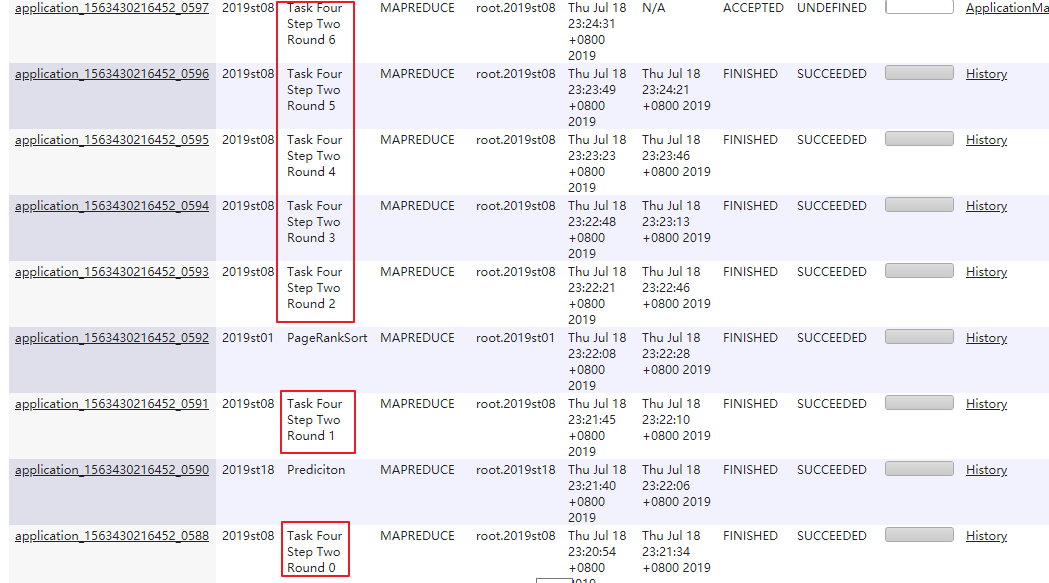 application_1563430216452_0597 2019st08 Task Four MAPREDUCE root.2019st08 Thu Jul 18 N/A ACCEPTED UNDEFINED ApplicationMa
Step Two 23:24:31
Round 6 +0800
2019
application_1563430216452_0596 2019st08 Task Four MAPREDUCE root.2019st08 Thu Jul 18 Thu Jul 18 FINISHED SUCCEEDED History
Step Two 23:23:49 23:24:21
Round 5 +0800 +0800 2019
2019
application_1563430216452_0595 2019st08 Task Four MAPREDUCE root.2019st08 Thu Jul 18 Thu Jul 18 FINISHED SUCCEEDED History
Step Two 23:23:23 23:23:46
Round 4 +0800 +0800 2019
2019
application_1563430216452_0594 2019st08 Task Four MAPREDUCE root.2019st08 Thu Jul 18 Thu Jul 18 FINISHED SUCCEEDED History
Step Two 23:22:48 23:23:13
Round 3 +0800 +0800 2019
2019
application_1563430216452_0593 2019st08 Task Four MAPREDUCE root.2019st08 Thu Jul 18 Thu Jul 18 FINISHED SUCCEEDED History
Step Two 23:22:21 23:22:46
Round 2 +0800 +0800 2019
2019
application_1563430216452_0592 2019st01 PageRankSort MAPREDUCE root.2019st01 Thu Jul 18 Thu Jul 18 FINISHED SUCCEEDED History
23:22:08 23:22:28
+0800 +0800 2019
2019
application_1563430216452_0591 2019st08 Task Four MAPREDUCE root.2019st08 Thu Jul 18 Thu Jul 18 FINISHED SUCCEEDED History
Step Two 23:21:45 23:22:10
Round 1 +0800 +0800 2019
2019
application_1563430216452_0590 2019st18 Prediciton MAPREDUCE root.2019st18 Thu Jul 18 Thu Jul 18 FINISHED SUCCEEDED History
23:21:40 23:22:06
+0800 +0800 2019
2019
application_1563430216452_0588 2019st08 Task Four MAPREDUCE root.2019st08 Thu Jul 18 Thu Jul 18 FINISHED SUCCEEDED History
Step Two 23:20:54 23:21:34
Round 0 +0800 +0800 2019